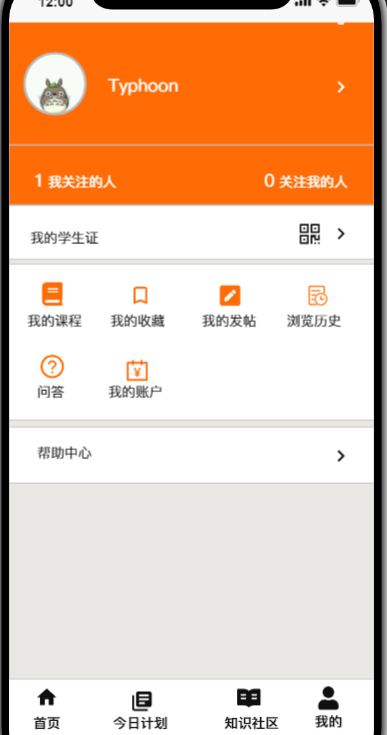 12:00
Typhoon
1 我关注的人 0 关注我的人
我的学生证
我的课程 我的收藏 我的发帖 浏览历史
问答 我的账户
帮助中心
首页 今日计划 知识社区 我的